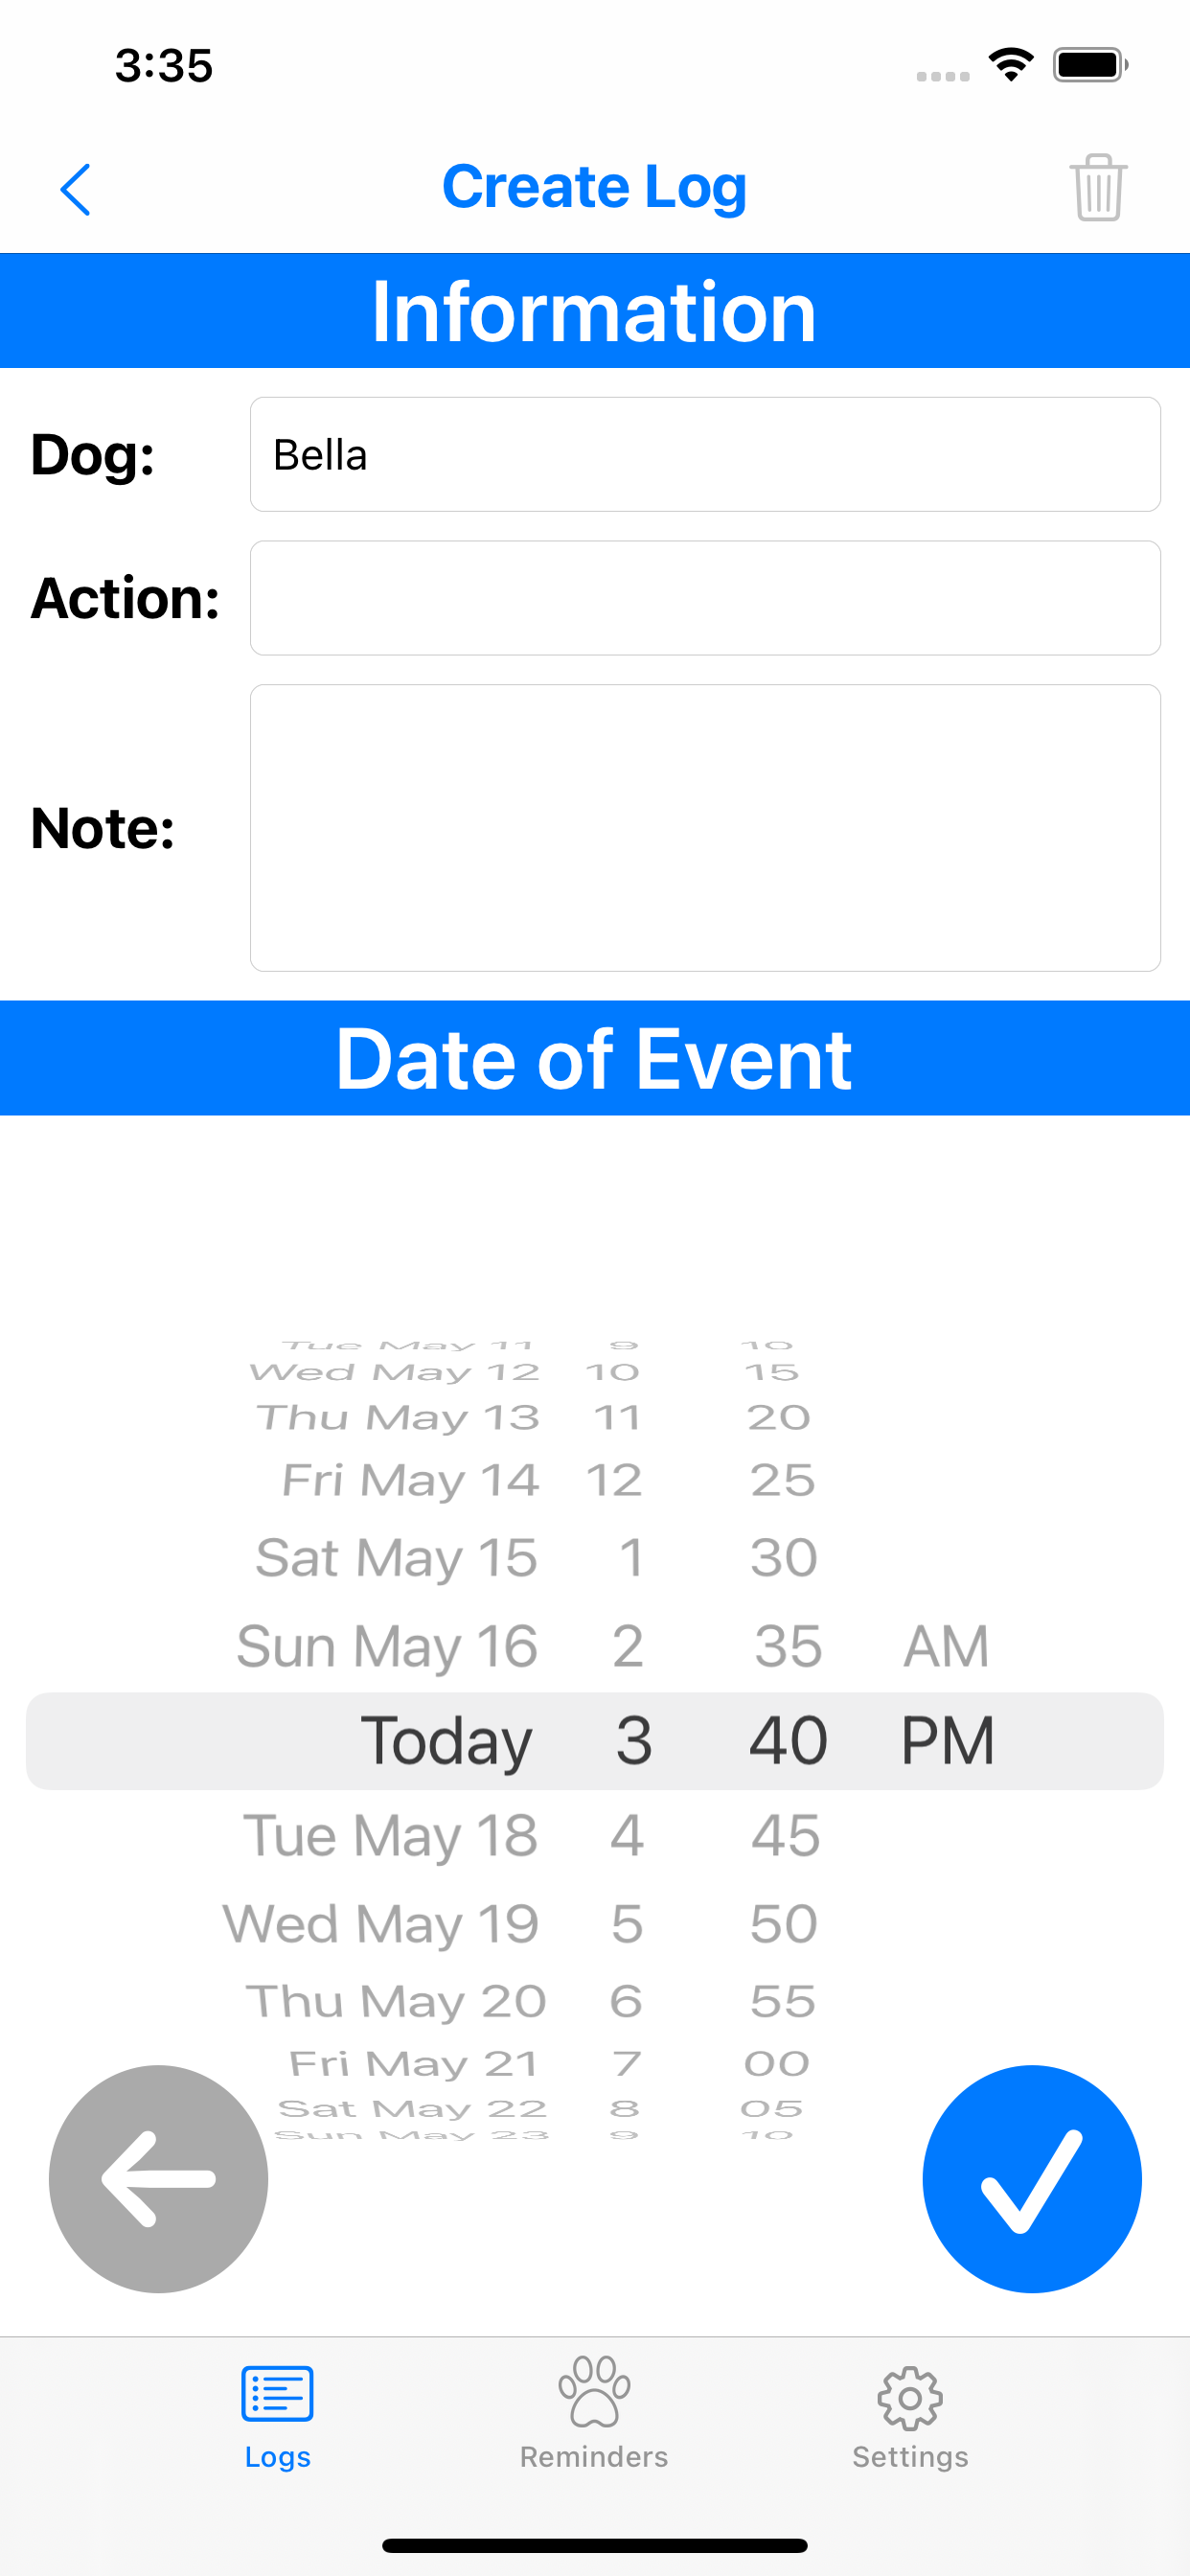 3:35
Create Log
Information
Dog: Bella
Action:
Note:
Date of Event
Tue May 11 9 10
Wed May 12 10 15
Thu May 13 11 20
Fri May 14 12 25
Sat May 15 1 30
Sun May 16 2 35 AM
Today 3 40 PM
Tue May 18 4 45
Wed May 19 5 50
Thu May 20 6 55
Fri May 21 7 00
Sat May 22 8 05
Sun May 23 9 10
Logs Reminders Settings